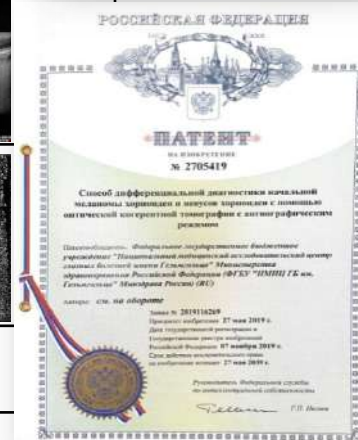 РОССИЙСКАЯ ФЕДЕРАЦИЯ
ПАТЕНТ
НА ИЗОБРЕТЕНИЕ
№ 2705419
Способ дифференциальной диагностики начальной
меланомы хориоидеи и невусов хориоидеи с помощью
оптической когерентной томографии с ангиографическим
режимом
Патентообладатель: Федеральное государственное бюджетное
учреждение "Национальный медицинский исследовательский центр
глазных болезней имени Гельмгольца" Министерства
здравоохранения Российской Федерации (ФГБУ "НМИЦ ГБ им.
Гельмгольца" Минздрава России) (RU)
Авторы: см. на обороте
Заявка № 2019116269
Приоритет изобретения 27 мая 2019 г.
Дата государственной регистрации в
Государственном реестре изобретений
Российской Федерации 07 ноября 2019 г.
Срок действия исключительного права
на изобретение истекает 27 мая 2039 г.
Руководитель Федеральной службы
по интеллектуальной собственности
Г.П. Ивлиев